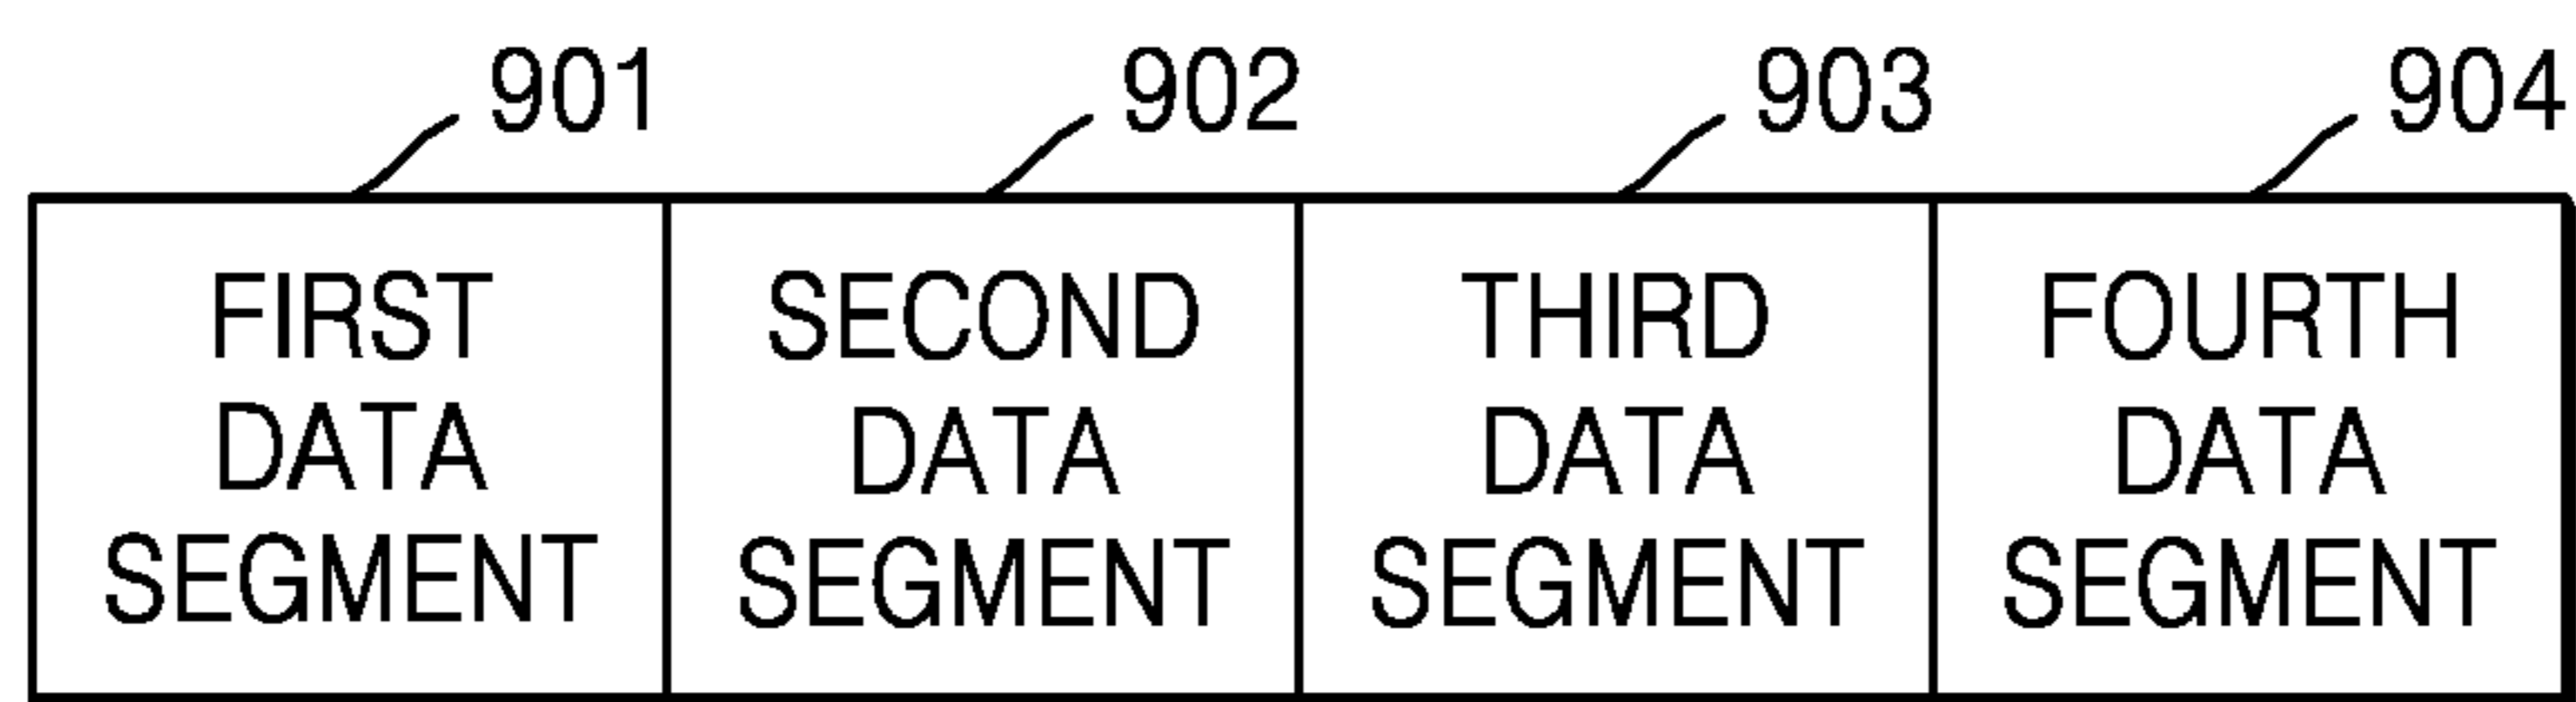 901 902 903 904
FIRST SECOND THIRD FOURTH
DATA DATA DATA DATA
SEGMENT SEGMENT SEGMENT SEGMENT